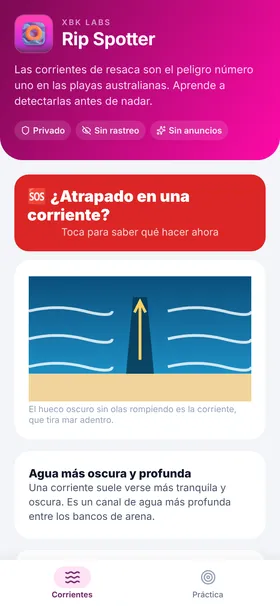 XBK LABS
Rip Spotter
Las corrientes de resaca son el peligro número
uno en las playas australianas. Aprende a
detectarlas antes de nadar.
Privado
Sin rastreo
Sin anuncios
🆘 ¿Atrapado en una
corriente?
Toca para saber qué hacer ahora
El hueco oscuro sin olas rompiendo es la corriente,
que tira mar adentro.
Agua más oscura y profunda
Una corriente suele verse más tranquila y
oscura. Es un canal de agua más profunda
entre los bancos de arena.
Corrientes
Práctica